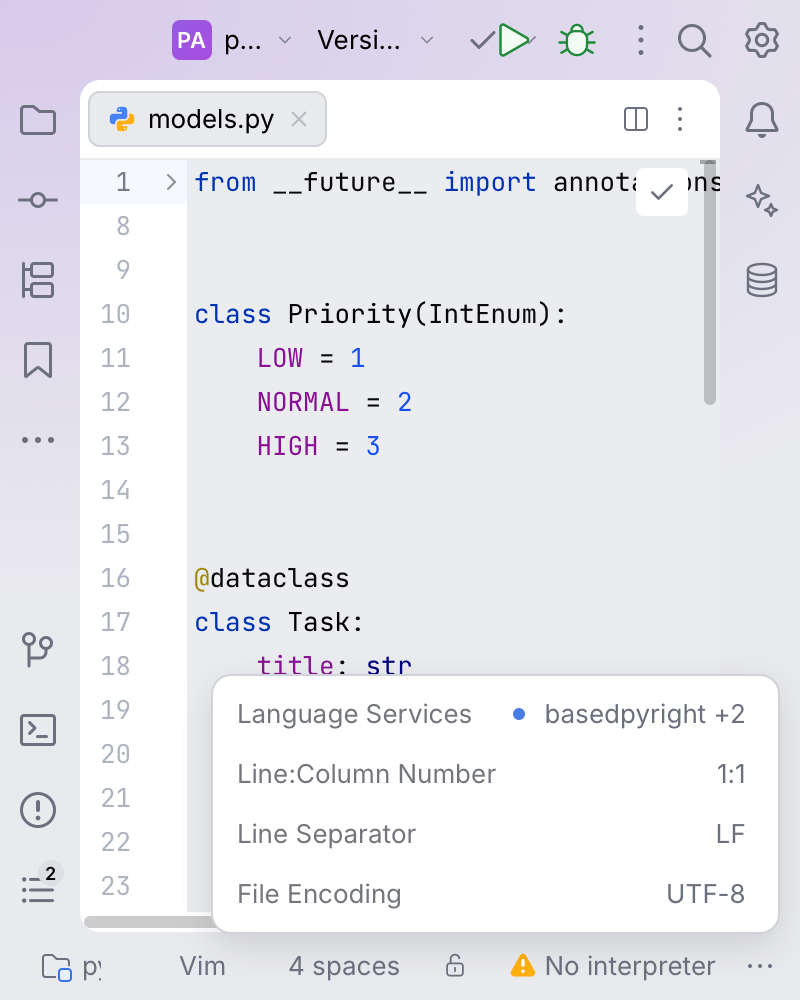 PA p... Versi...
models.py
1 from __future__ import
8
9
10 class Priority(IntEnum):
11 LOW = 1
12 NORMAL = 2
13 HIGH = 3
14
15
16 @dataclass
17 class Task:
18 title: str
19
20
21
22
23
Language Services basedpyright +2
Line:Column Number 1:1
Line Separator LF
File Encoding UTF-8
2
Vim 4 spaces No interpreter